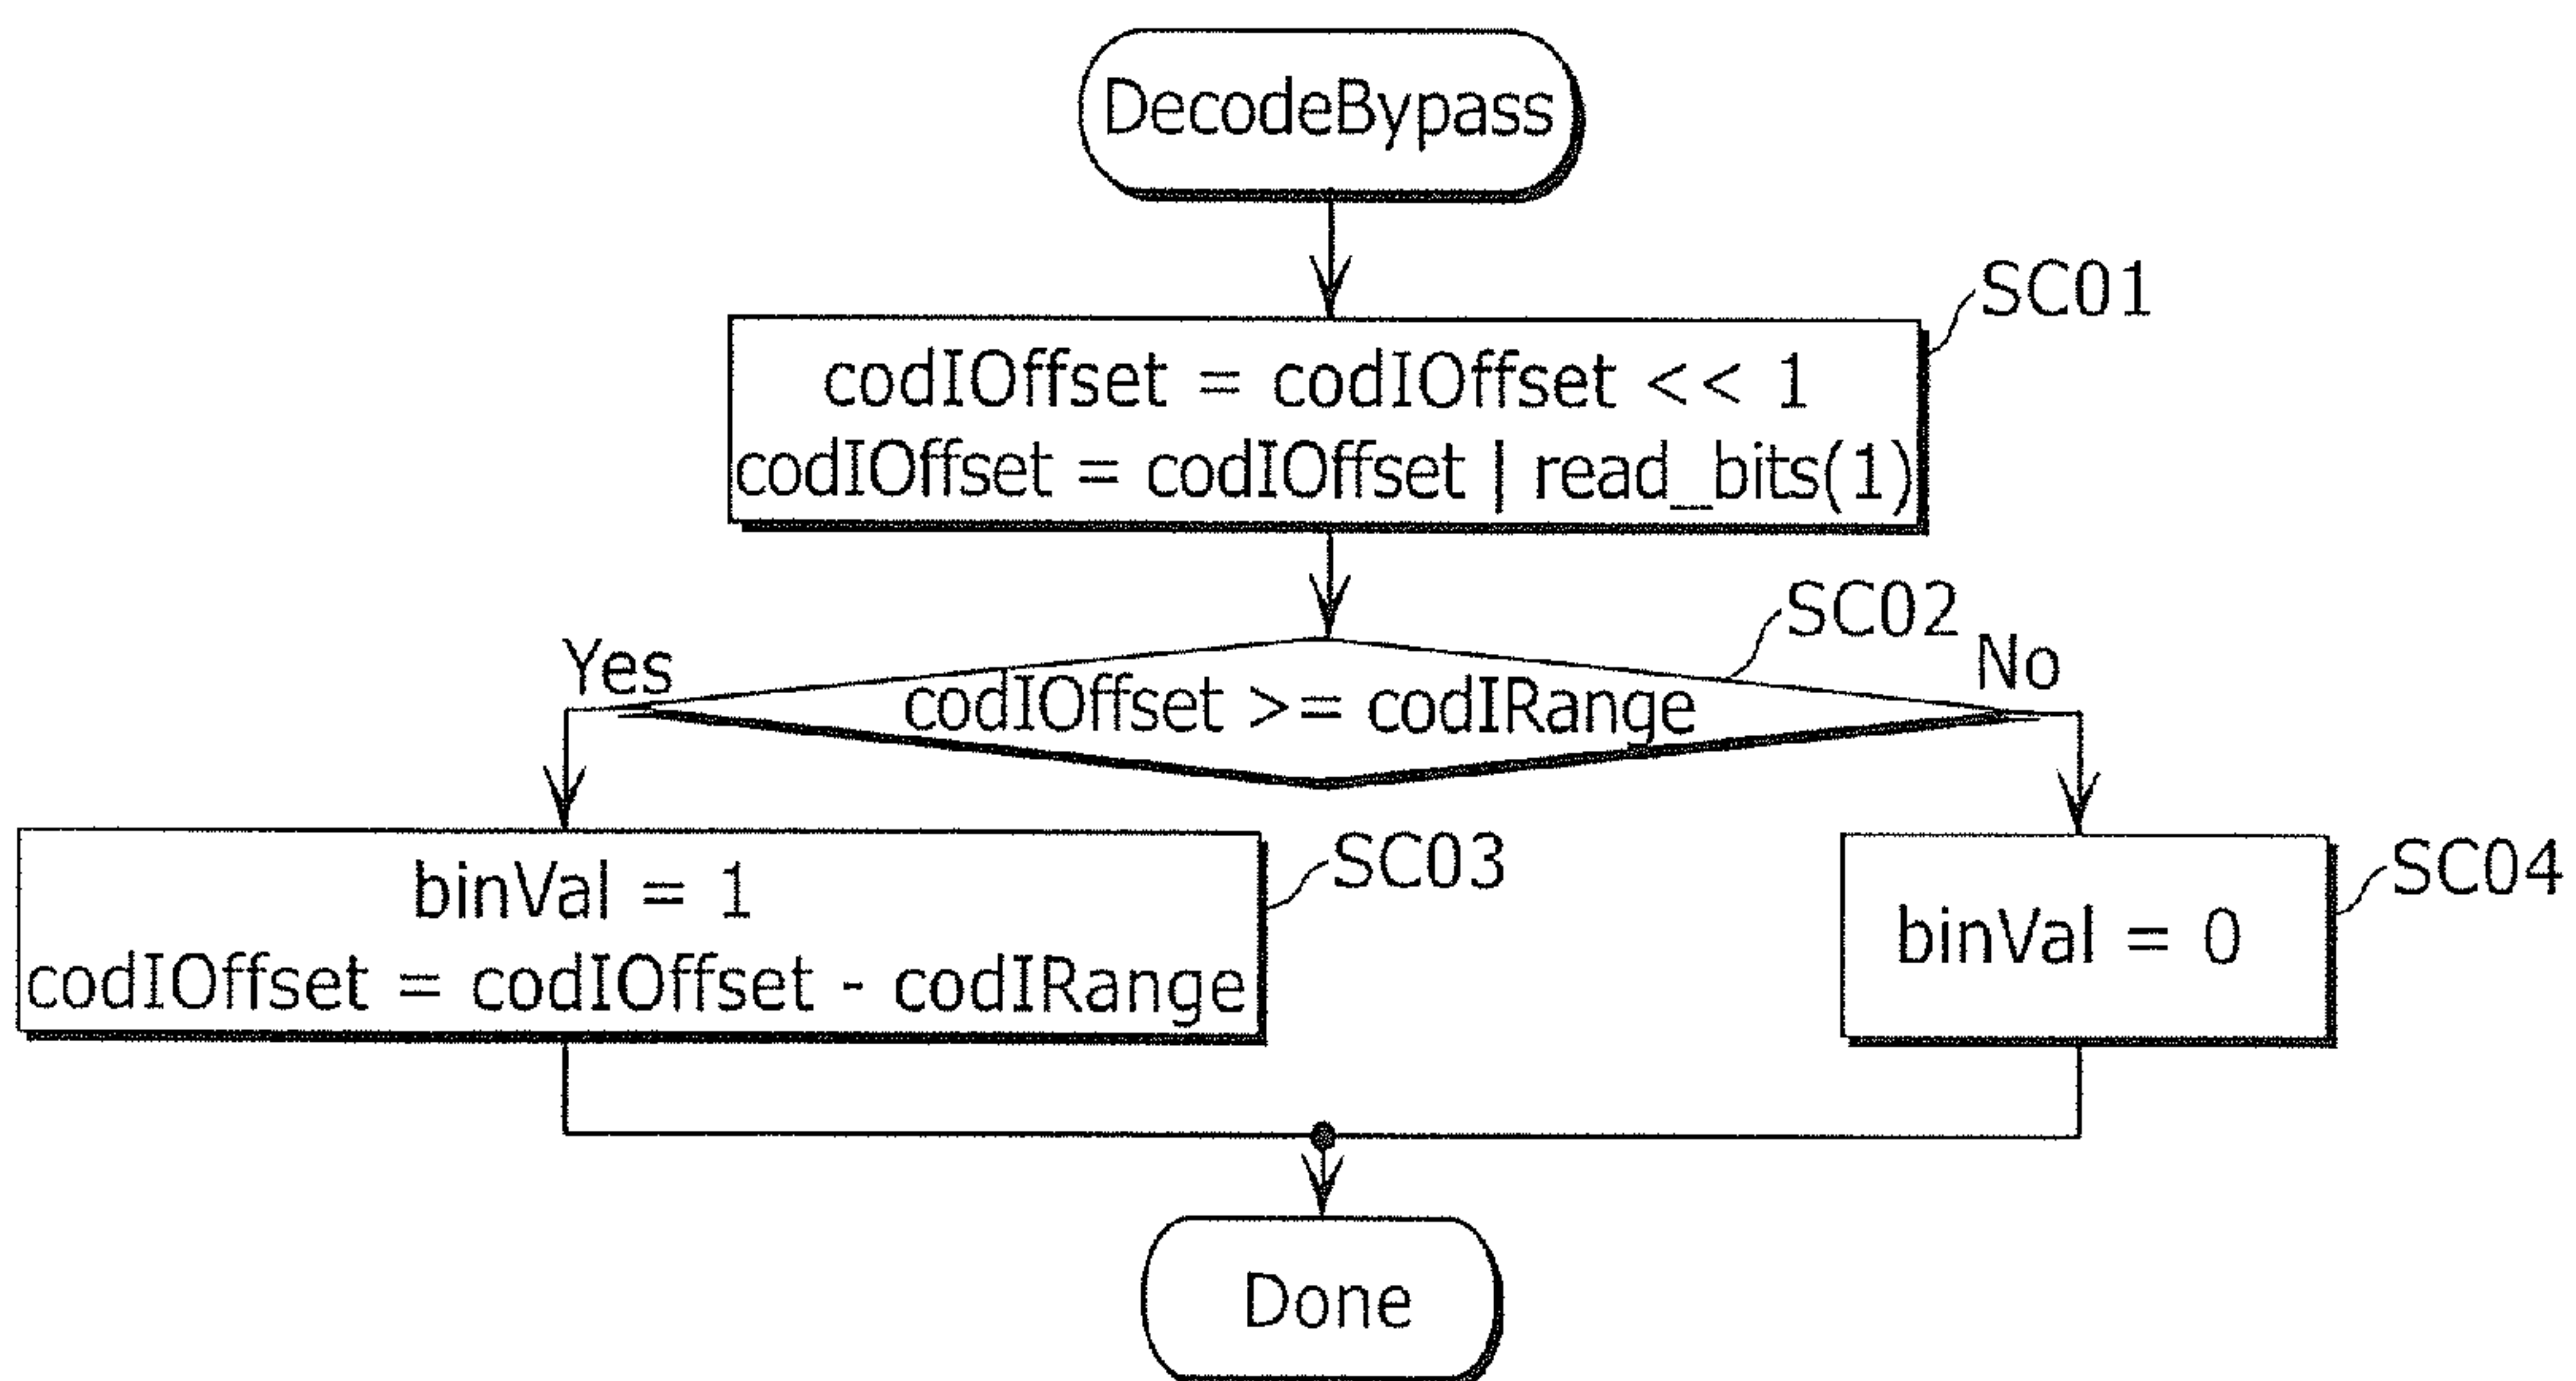 DecodeBypass
SC01
codIOffset = codIOffset << 1
codIOffset = codIOffset | read_bits(1)
SC02
Yes
No
codIOffset >= codIRange
SC03
binVal = 1
codIOffset = codIOffset - codIRange
SC04
binVal = 0
Done